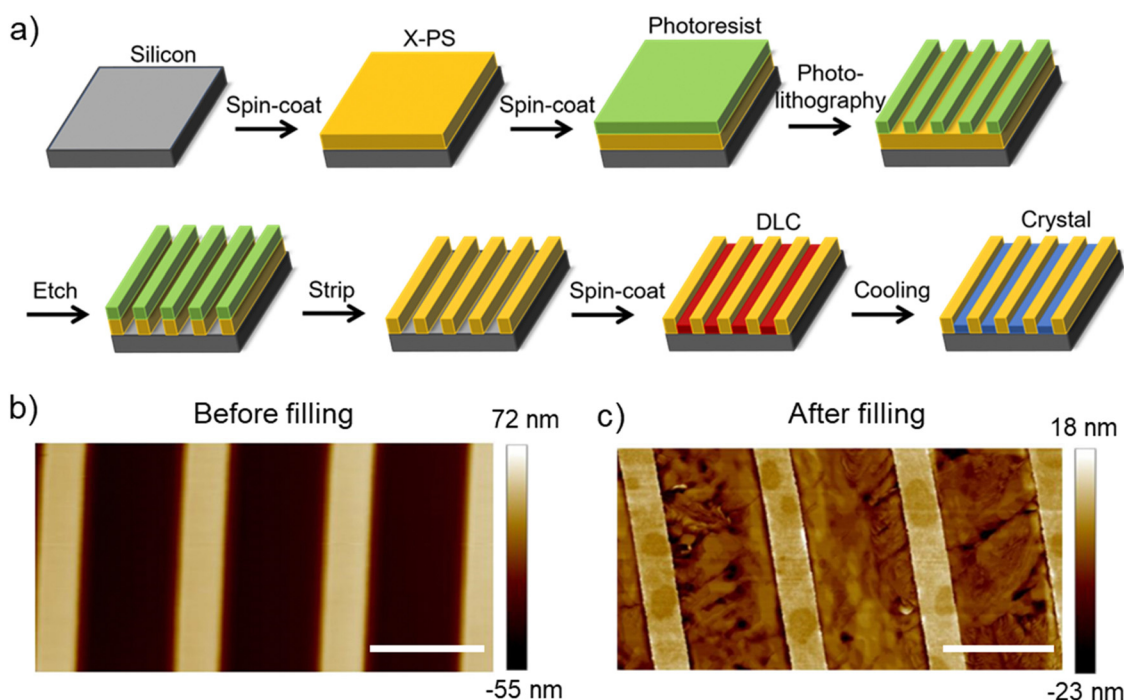 a)
Silicon
Spin-coat
X-PS
Spin-coat
Photoresist
Photo-
lithography
Etch
Strip
Spin-coat
DLC
Cooling
Crystal
b)
Before filling
72 nm
-55 nm
c)
After filling
18 nm
-23 nm